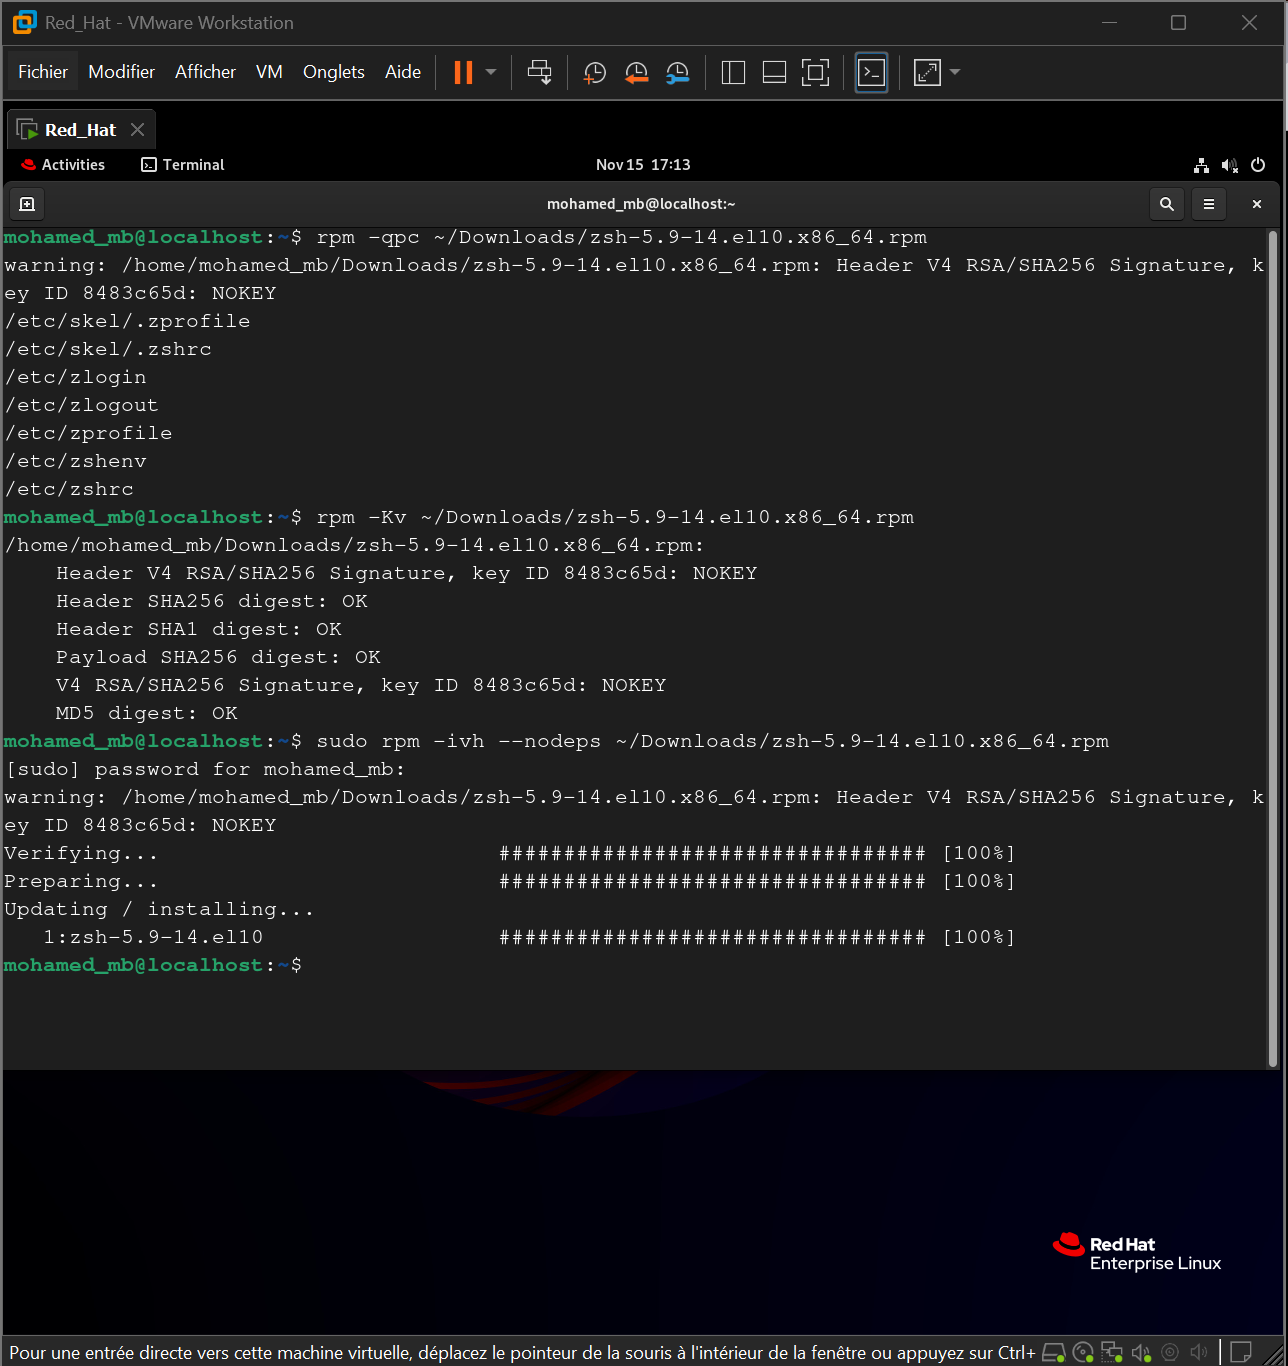 Red_Hat - VMware Workstation
Fichier Modifier Afficher VM Onglets Aide
Red_Hat
Activities Terminal Nov 15 17:13
mohamed_mb@localhost:~
mohamed_mb@localhost:~$ rpm -qpc ~/Downloads/zsh-5.9-14.el10.x86_64.rpm
warning: /home/mohamed_mb/Downloads/zsh-5.9-14.el10.x86_64.rpm: Header V4 RSA/SHA256 Signature, k
ey ID 8483c65d: NOKEY
/etc/skel/.zprofile
/etc/skel/.zshrc
/etc/zlogin
/etc/zlogout
/etc/zprofile
/etc/zshenv
/etc/zshrc
mohamed_mb@localhost:~$ rpm -Kv ~/Downloads/zsh-5.9-14.el10.x86_64.rpm
/home/mohamed_mb/Downloads/zsh-5.9-14.el10.x86_64.rpm:
    Header V4 RSA/SHA256 Signature, key ID 8483c65d: NOKEY
    Header SHA256 digest: OK
    Header SHA1 digest: OK
    Payload SHA256 digest: OK
    V4 RSA/SHA256 Signature, key ID 8483c65d: NOKEY
    MD5 digest: OK
mohamed_mb@localhost:~$ sudo rpm -ivh --nodeps ~/Downloads/zsh-5.9-14.el10.x86_64.rpm
[sudo] password for mohamed_mb:
warning: /home/mohamed_mb/Downloads/zsh-5.9-14.el10.x86_64.rpm: Header V4 RSA/SHA256 Signature, k
ey ID 8483c65d: NOKEY
Verifying...                          ################################# [100%]
Preparing...                          ################################# [100%]
Updating / installing...
   1:zsh-5.9-14.el10                  ################################# [100%]
mohamed_mb@localhost:~$
Red Hat
Enterprise Linux
Pour une entrée directe vers cette machine virtuelle, déplacez le pointeur de la souris à l'intérieur de la fenêtre ou appuyez sur Ctrl+